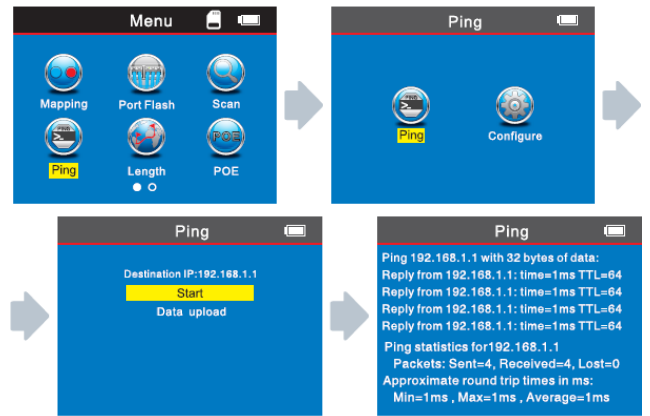 Menu
Mapping
Port Flash
Scan
PING
Ping
Length
POE
POE
Ping
PING
Ping
Configure
Ping
Destination IP:192.168.1.1
Start
Data upload
Ping
Ping 192.168.1.1 with 32 bytes of data:
Reply from 192.168.1.1: time=1ms TTL=64
Reply from 192.168.1.1: time=1ms TTL=64
Reply from 192.168.1.1: time=1ms TTL=64
Reply from 192.168.1.1: time=1ms TTL=64
Ping statistics for192.168.1.1
Packets: Sent=4, Received=4, Lost=0
Approximate round trip times in ms:
Min=1ms , Max=1ms , Average=1ms